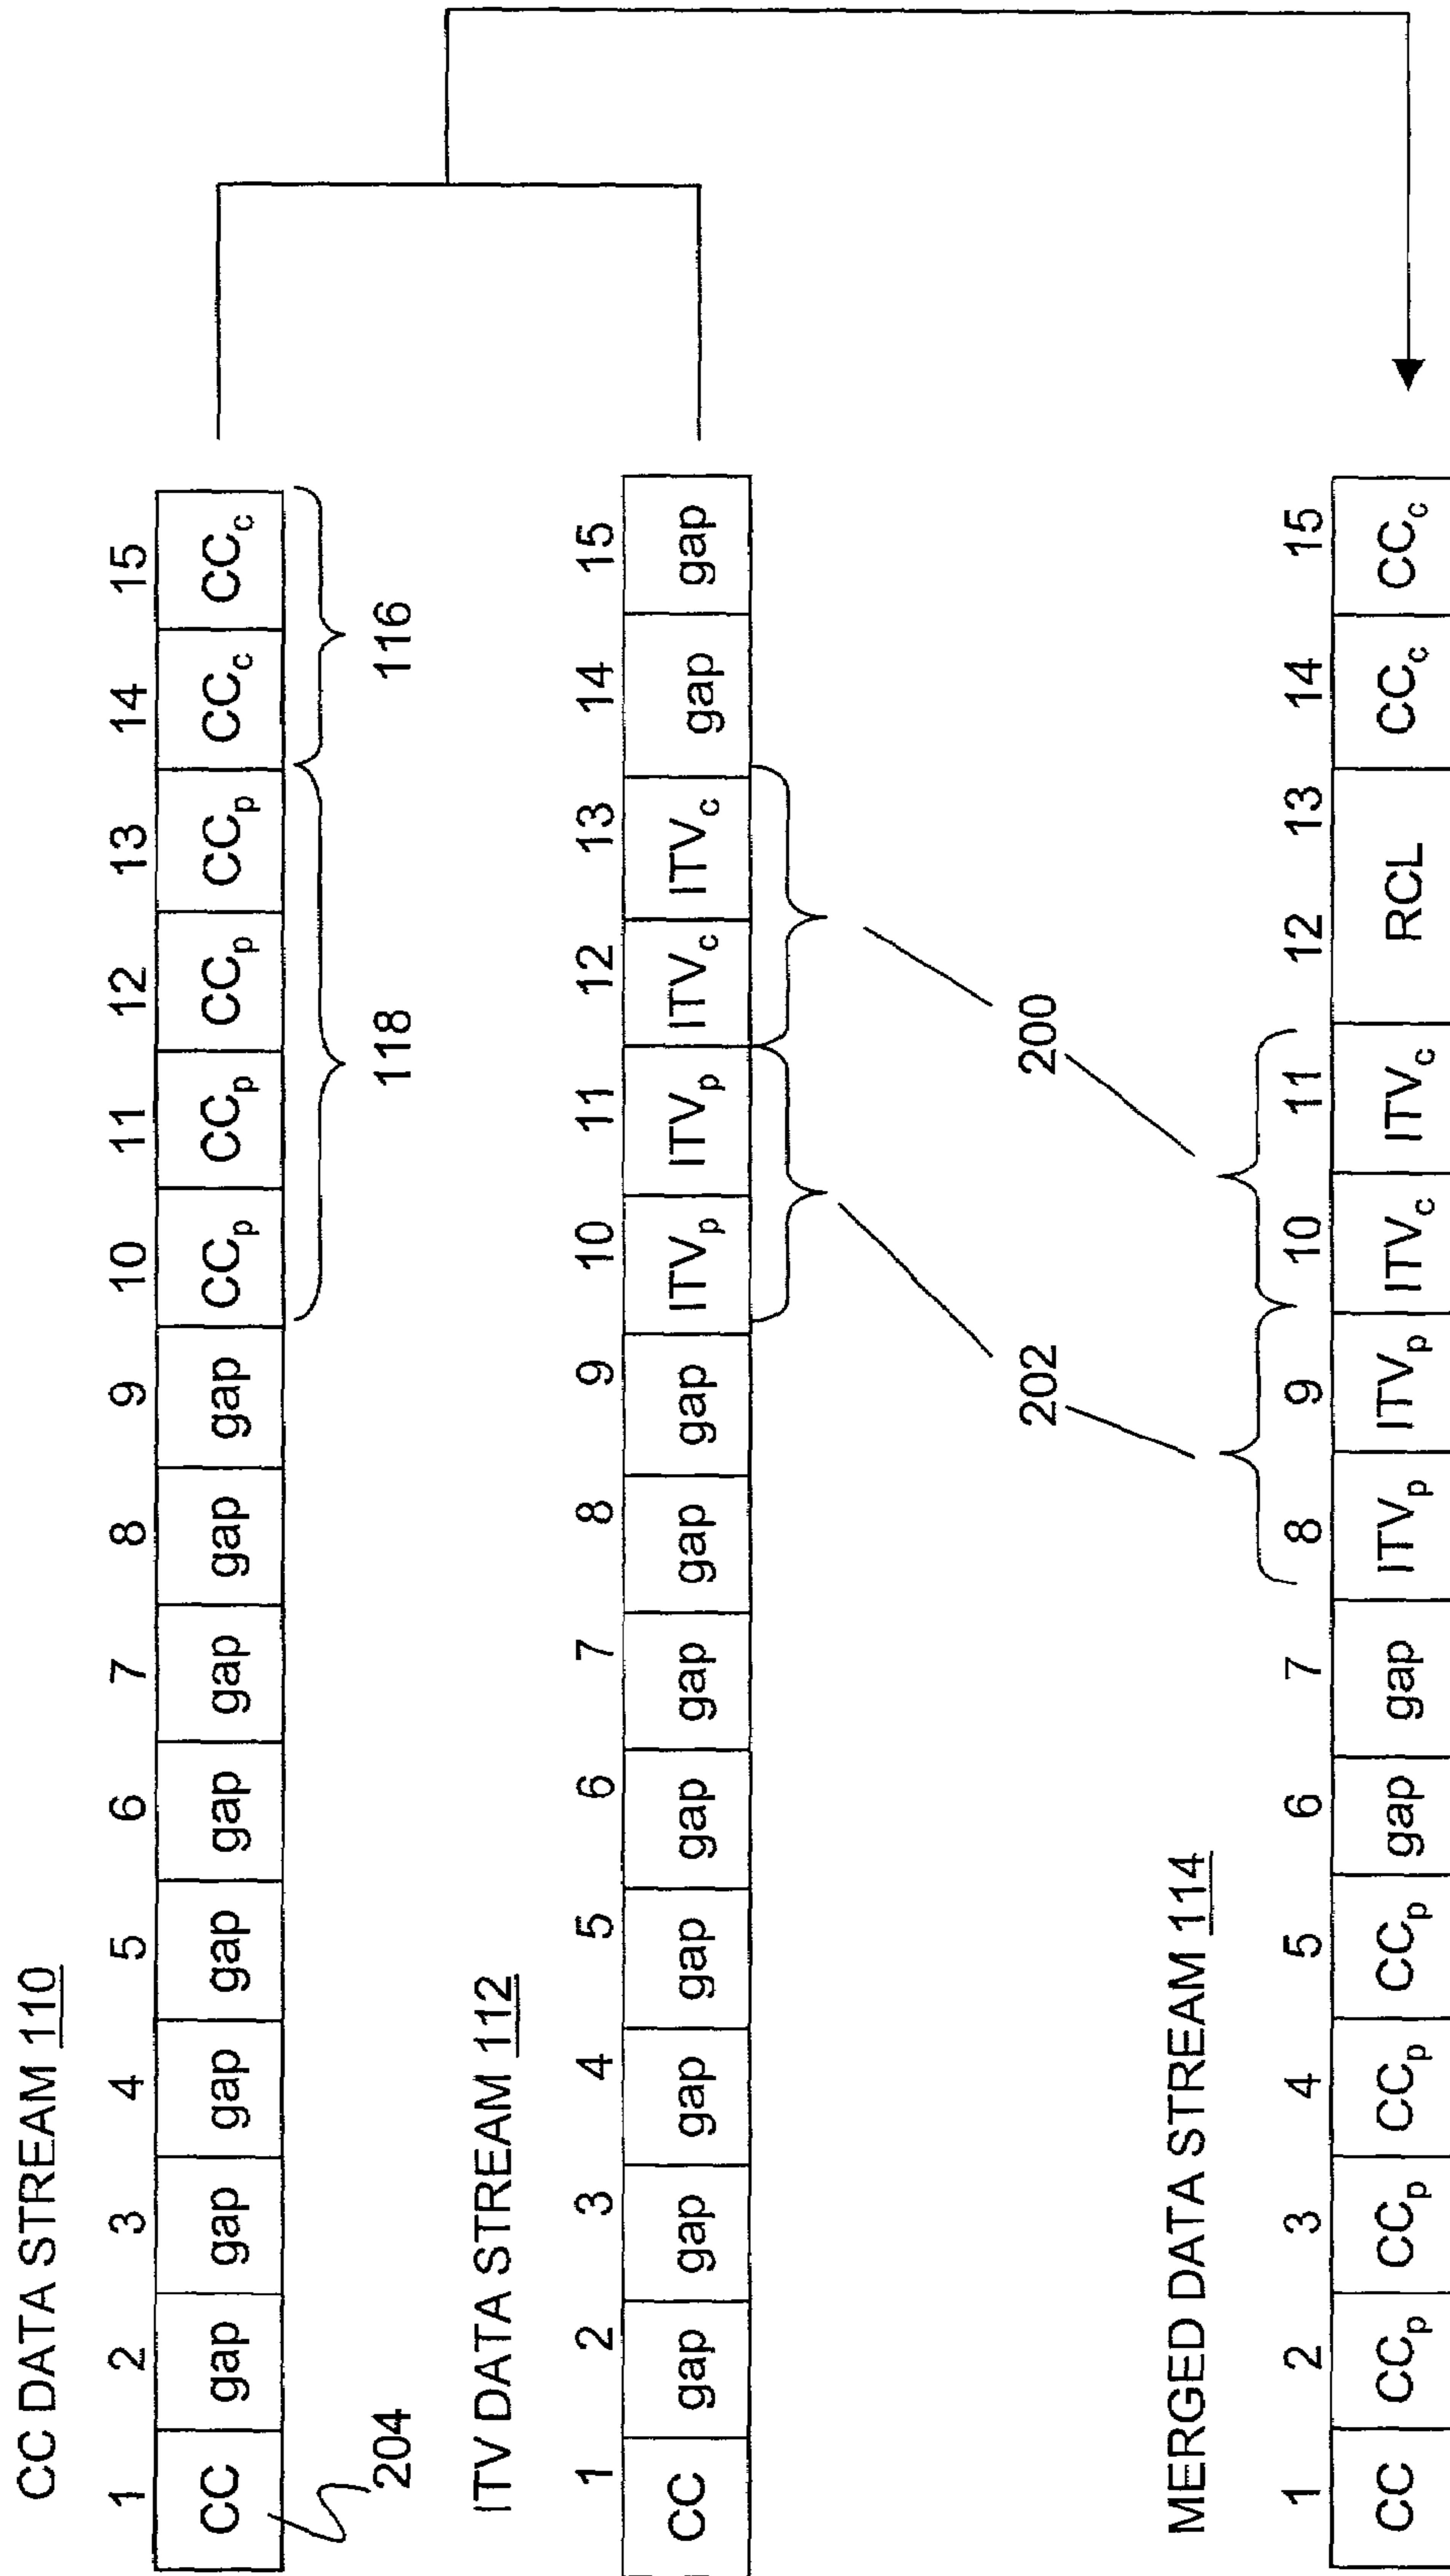 CC DATA STREAM 110
1 2 3 4 5 6 7 8 9 10 11 12 13 14 15
CC gap gap gap gap gap gap gap gap CCp CCp CCp CCp CCc CCc
204 118 116
ITV DATA STREAM 112
1 2 3 4 5 6 7 8 9 10 11 12 13 14 15
CC gap gap gap gap gap gap gap gap ITVp ITVp ITVc ITVc gap gap
202 200
MERGED DATA STREAM 114
1 2 3 4 5 6 7 8 9 10 11 12 13 14 15
CC CCp CCp CCp CCp gap gap ITVp ITVp ITVc ITVc RCL CCc CCc